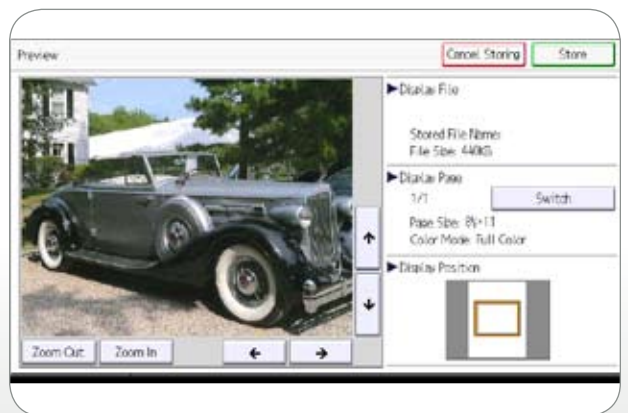 Preview
Cancel Storing
Store
Display File
Stored File Name:
File Size: 440KB
Display Page
1/1
Switch
Page Size: 8½×11
Color Mode: Full Color
Display Position
Zoom Out
Zoom In